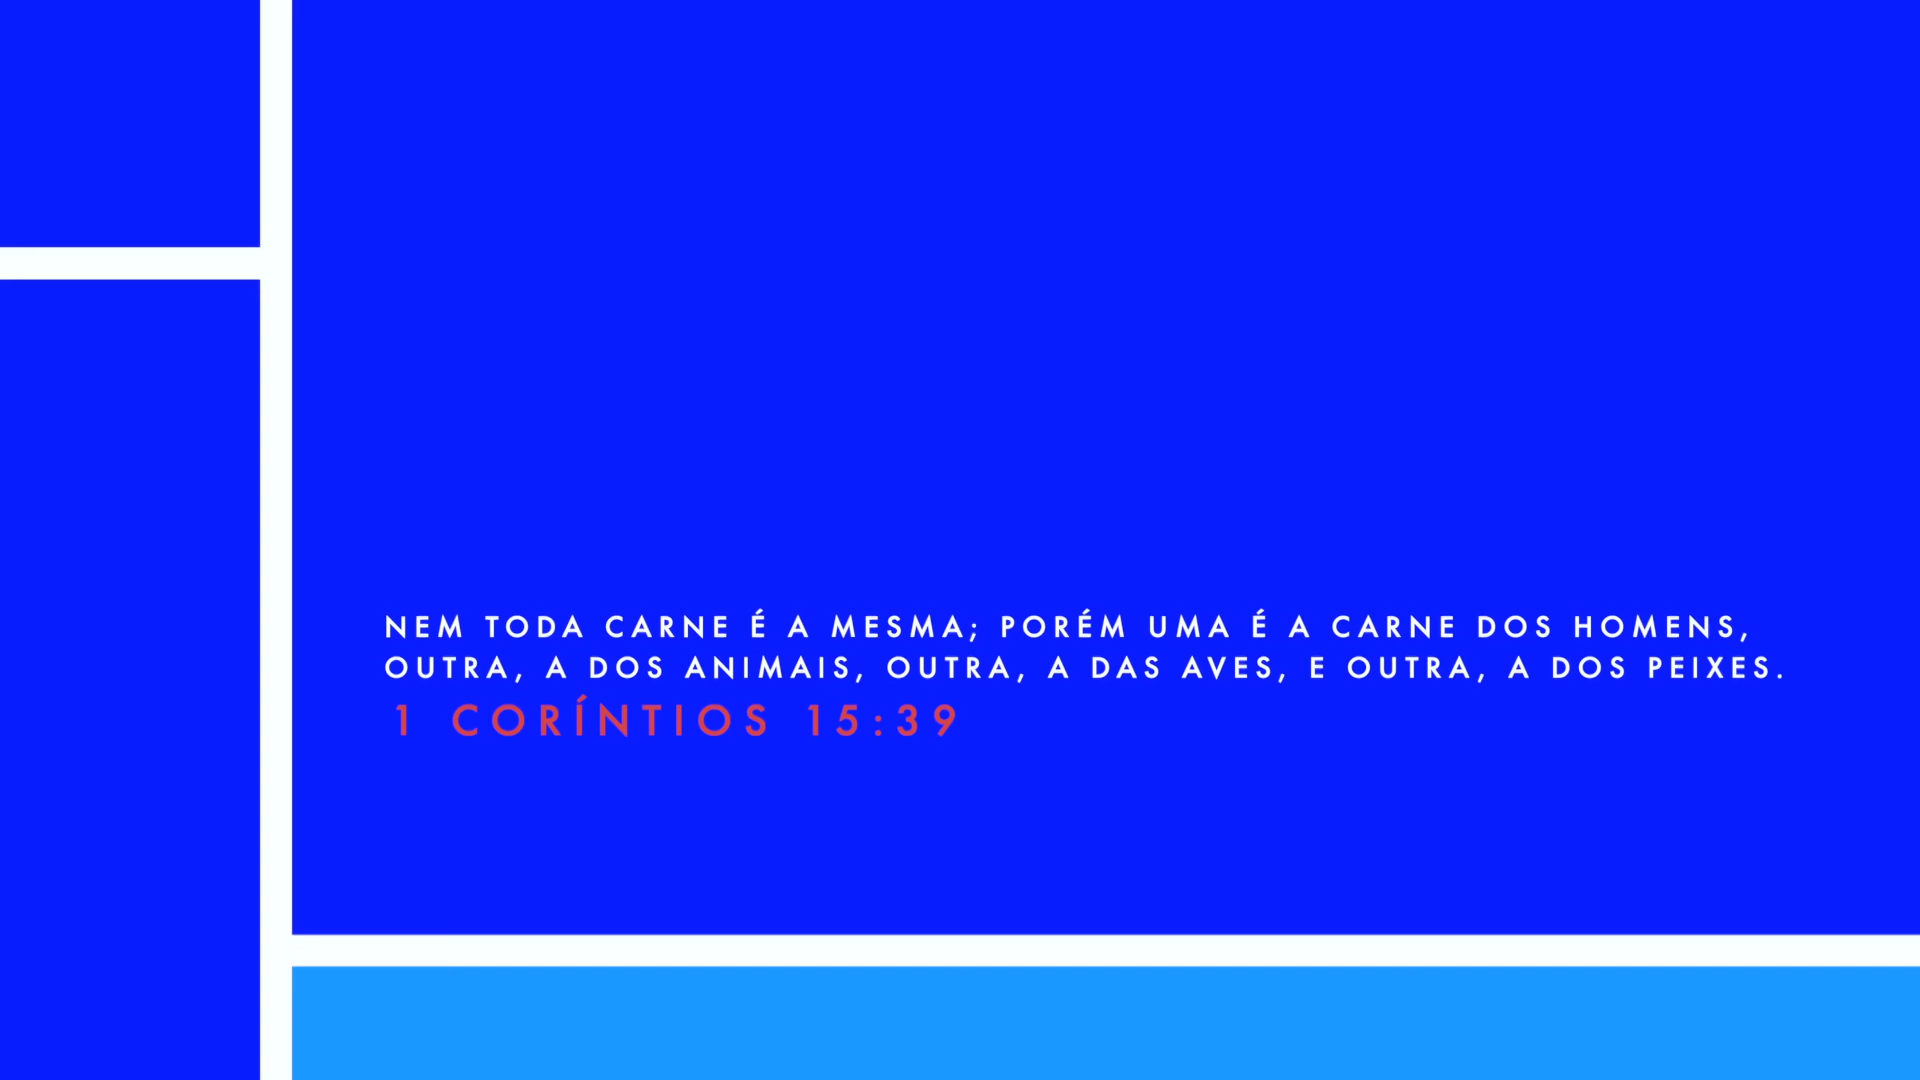 NEM TODA CARNE É A MESMA; PORÉM UMA É A CARNE DOS HOMENS,
OUTRA, A DOS ANIMAIS, OUTRA, A DAS AVES, E OUTRA, A DOS PEIXES.
1 CORÍNTIOS 15:39